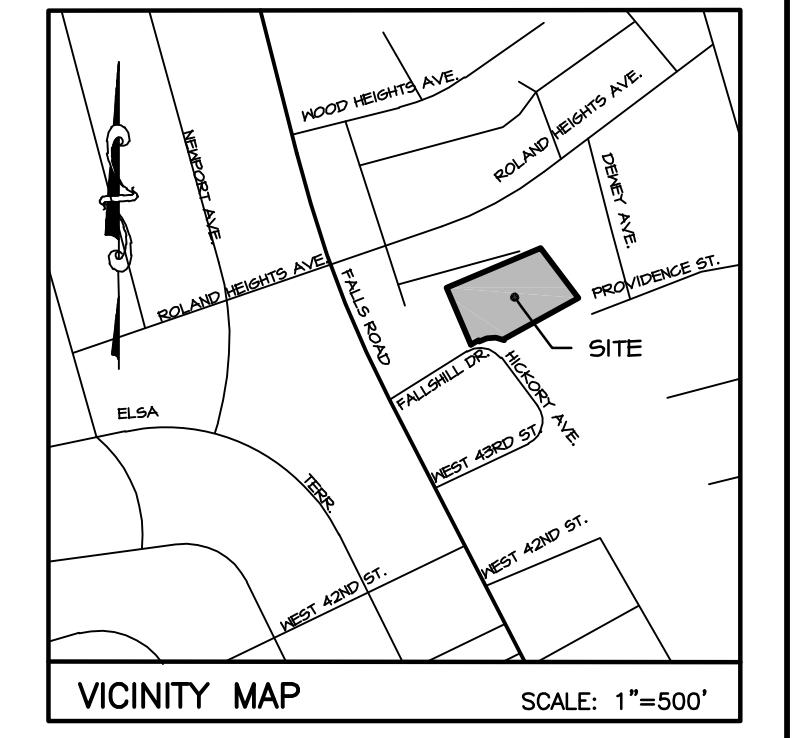 WOOD HEIGHTS AVE.
ROLAND HEIGHTS AVE.
NEWPORT AVE.
DEWEY AVE.
ROLAND HEIGHTS AVE.
FALLS ROAD
PROVIDENCE ST.
SITE
FALLSHILL DR.
HICKORY AVE.
ELSA
TERR.
WEST 43RD ST.
WEST 42ND ST.
WEST 42ND ST.
VICINITY MAP
SCALE: 1"=500'